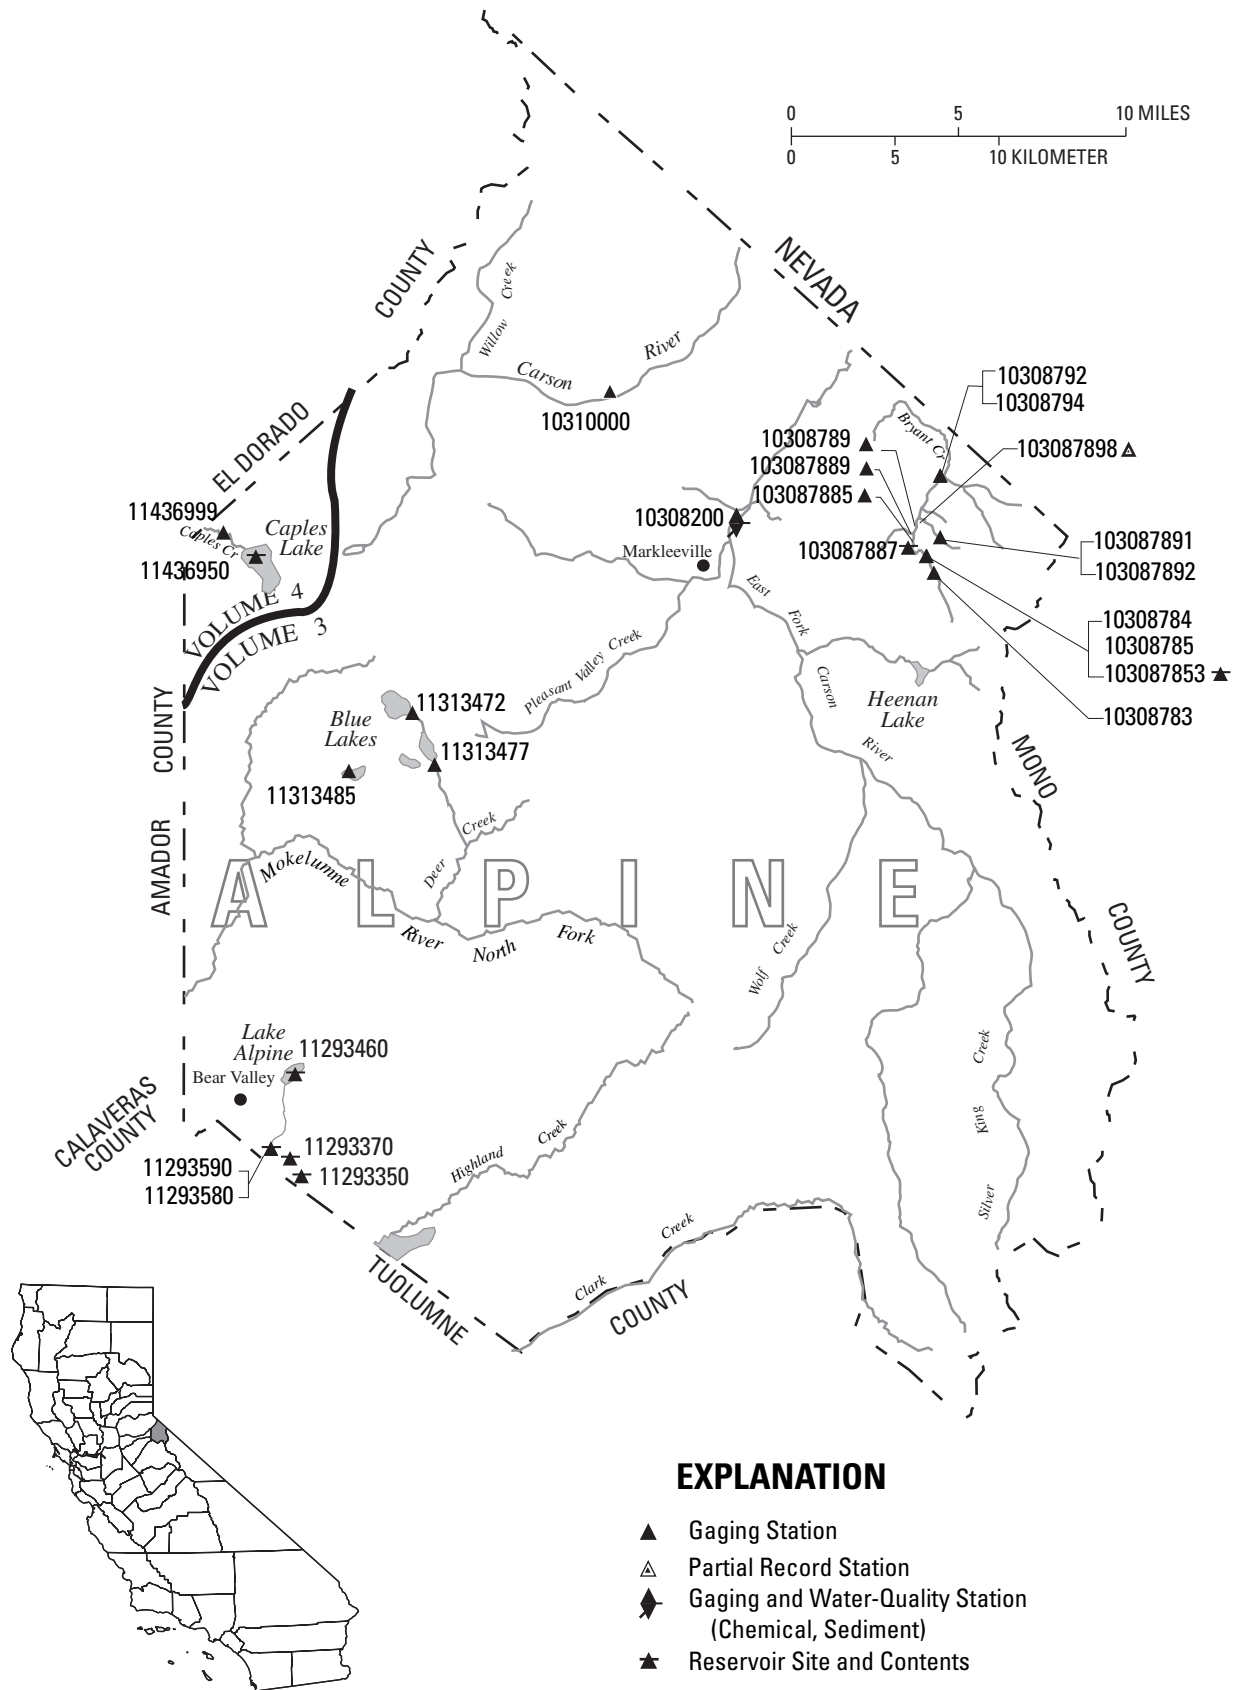 0 5 10 MILES
0 5 10 KILOMETER
NEVADA
COUNTY
Willow Creek
Carson River
10310000
10308792
10308794
Bryant Cr
103087898
10308789
103087889
103087885
10308200
103087887
Markleeville
103087891
103087892
10308784
10308785
103087853
10308783
EL DORADO
11436999
Caples Cr
Caples
Lake
11436950
VOLUME 4
VOLUME 3
East Fork Carson River
Pleasant Valley Creek
Heenan
Lake
11313472
Blue
Lakes
11313477
11313485
COUNTY
AMADOR
MONO
COUNTY
Deer Creek
ALPINE
Mokelumne River North Fork
Wolf Creek
Lake
Alpine
11293460
Bear Valley
CALAVERAS
COUNTY
11293590
11293580
11293370
11293350
Highland Creek
Silver King Creek
Clark Creek
TUOLUMNE
COUNTY
EXPLANATION
Gaging Station
Partial Record Station
Gaging and Water-Quality Station
(Chemical, Sediment)
Reservoir Site and Contents